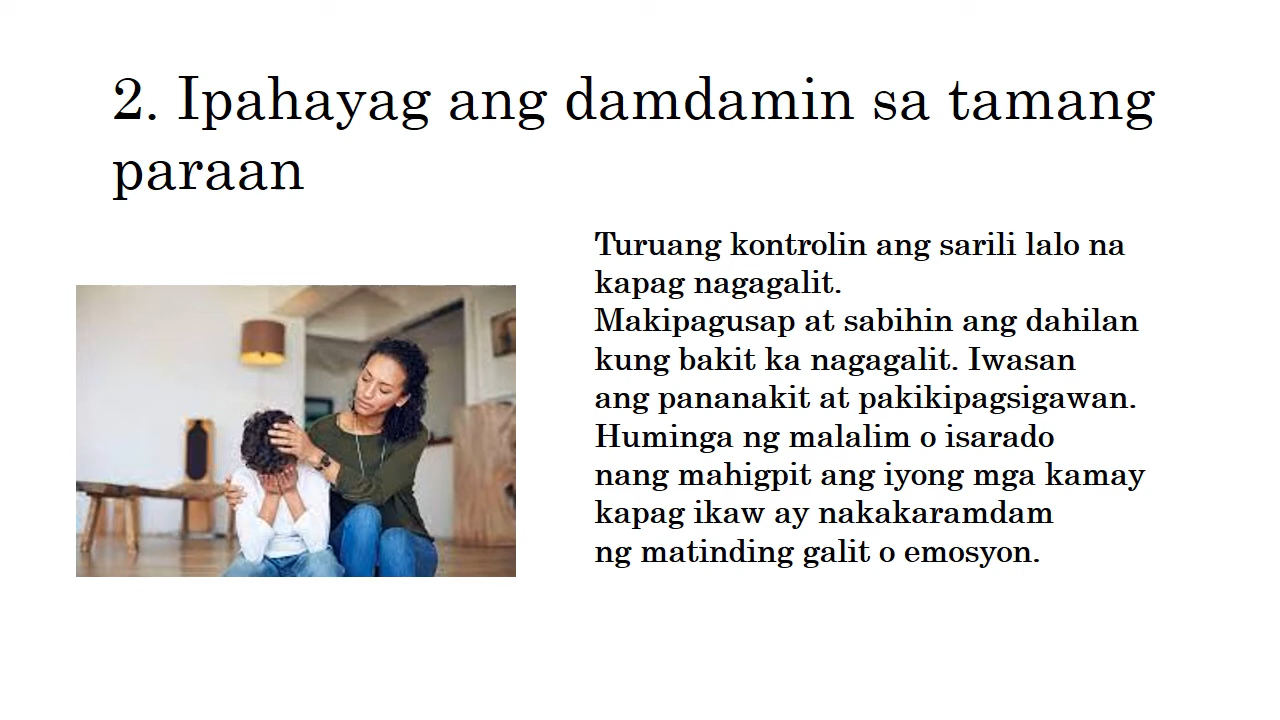 2. Ipahayag ang damdamin sa tamang
paraan
Turuang kontrolin ang sarili lalo na
kapag nagagalit.
Makipagusap at sabihin ang dahilan
kung bakit ka nagagalit. Iwasan
ang pananakit at pakikipagsigawan.
Huminga ng malalim o isarado
nang mahigpit ang iyong mga kamay
kapag ikaw ay nakakaramdam
ng matinding galit o emosyon.